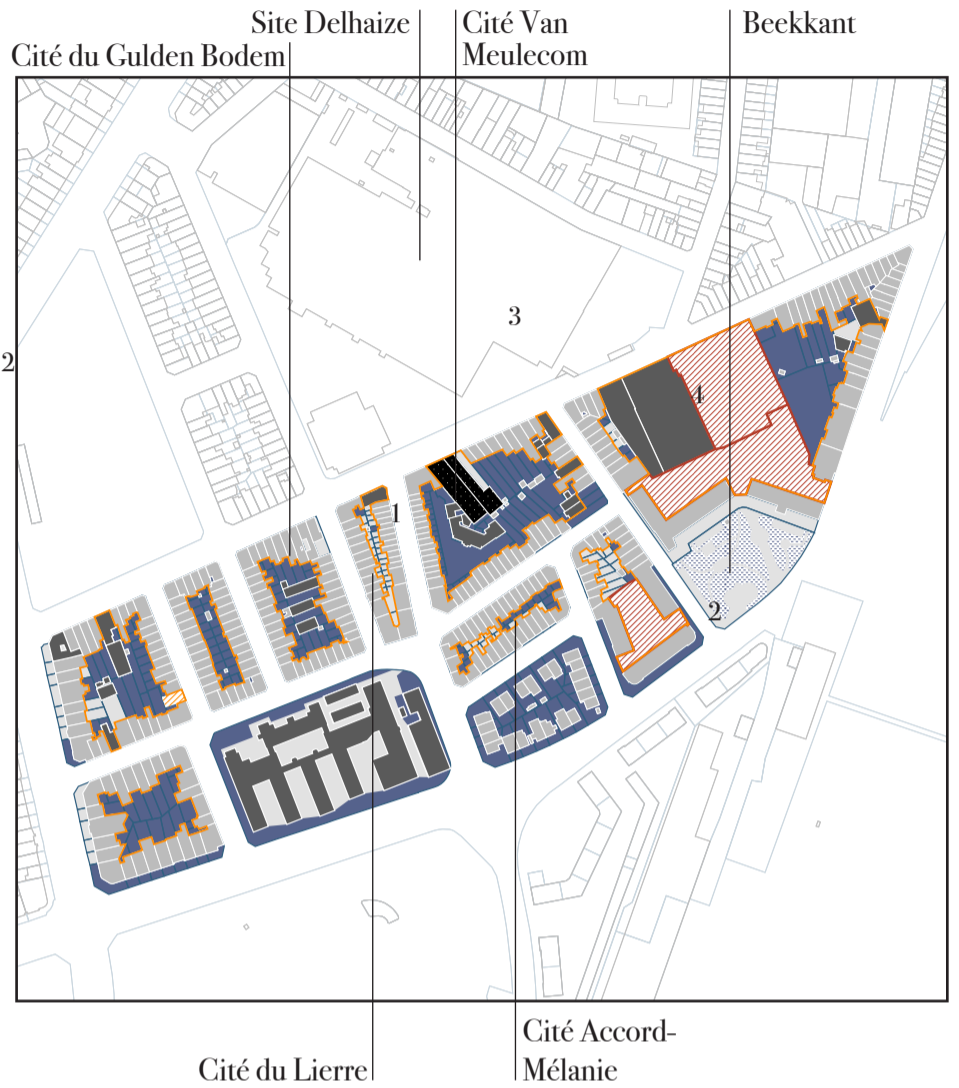 Site Delhaize
Cité Van
Meulecom
Beekkant
Cité du Gulden Bodem
3
2
4
1
2
Cité Accord-
Mélanie
Cité du Lierre